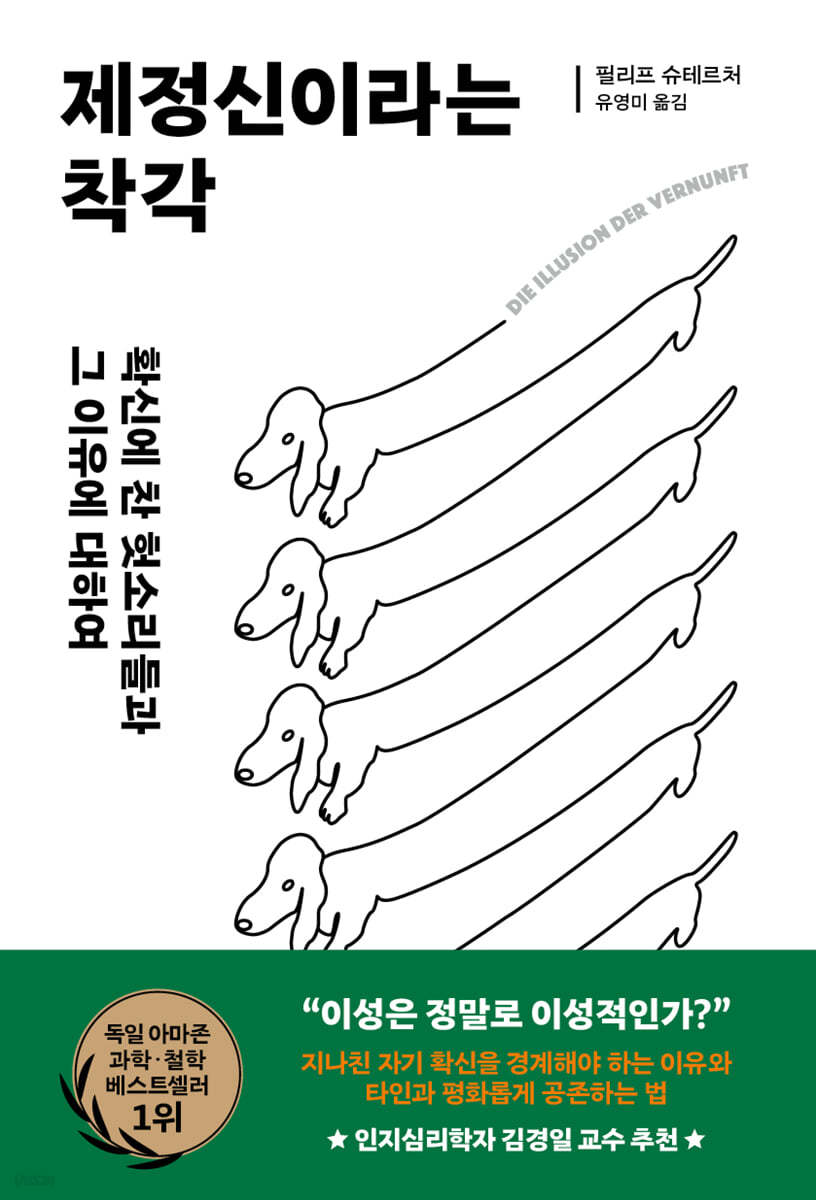 제정신이라는
착각
필리프 슈테르처
유영미 옮김
DIE ILLUSION DER VERNUNFT
확신에 찬 헛소리들과
그 이유에 대하여
“이성은 정말로 이성적인가?”
지나친 자기 확신을 경계해야 하는 이유와
타인과 평화롭게 공존하는 법
★ 인지심리학자 김경일 교수 추천 ★
독일 아마존
과학·철학
베스트셀러
1위